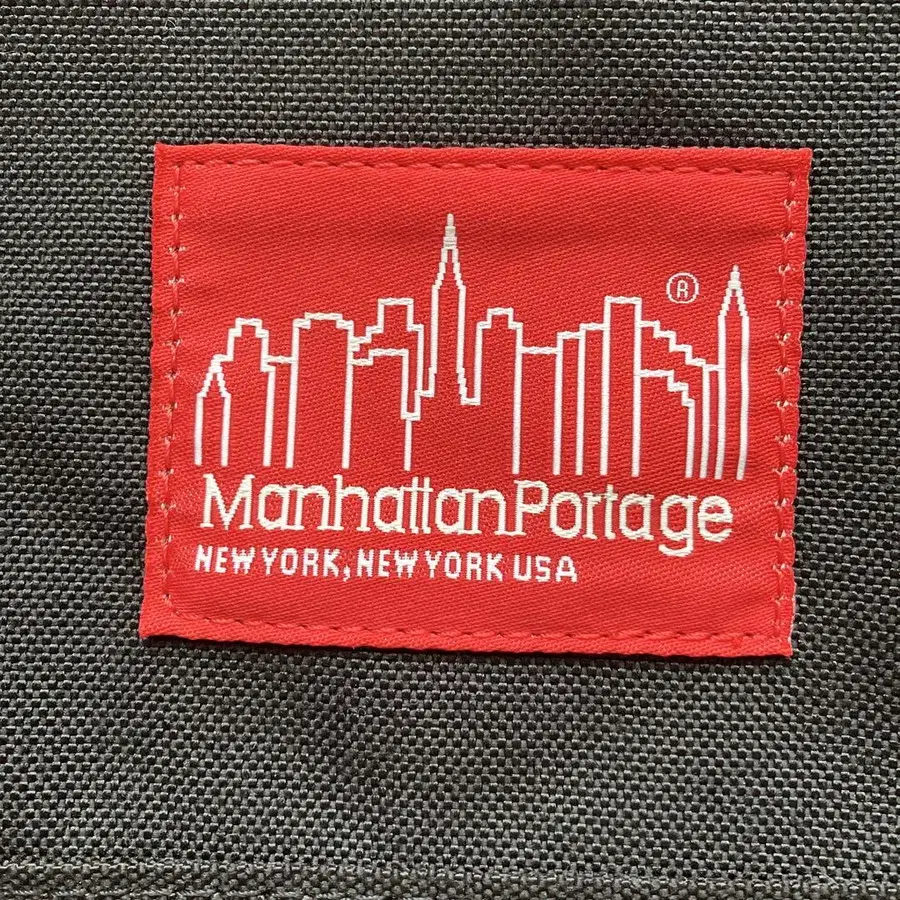 ®
ManhattanPortage
NEW YORK, NEW YORK USA